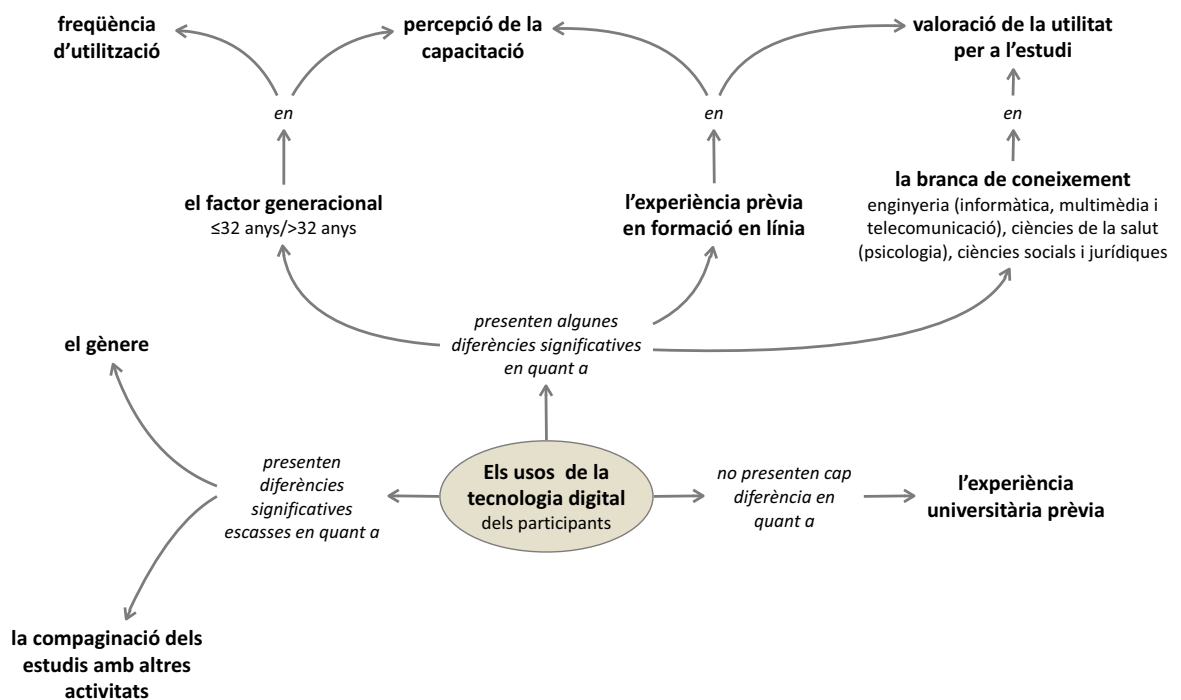 freqüència
d’utilització
percepció de la
capacitació
valoració de la utilitat
per a l’estudi
en
en
en
el factor generacional
≤32 anys/>32 anys
l’experiència prèvia
en formació en línia
la branca de coneixement
enginyeria (informàtica, multimèdia i
telecomunicació), ciències de la salut
(psicologia), ciències socials i jurídiques
presenten algunes
diferències significatives
en quant a
el gènere
presenten
diferències
significatives
escasses en quant a
Els usos de la
tecnologia digital
dels participants
no presenten cap
diferència en
quant a
l’experiència
universitària prèvia
la compaginació dels
estudis amb altres
activitats